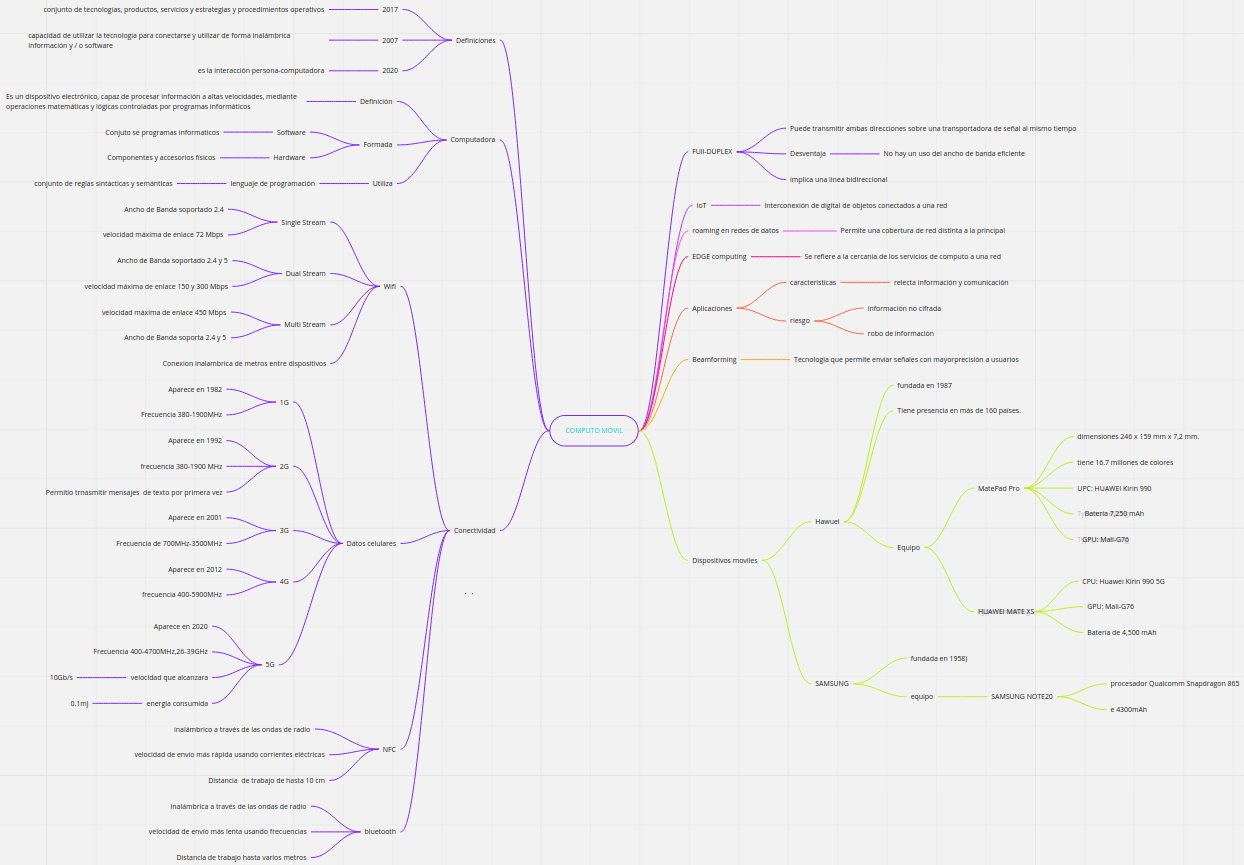 conjunto de tecnologías, productos, servicios y estrategias y procedimientos operativos
2017
capacidad de utilizar la tecnología para conectarse y utilizar de forma inalámbrica
información y / o software
2007
Definiciones
es la interacción persona-computadora
2020
Es un dispositivo electrónico, capaz de procesar información a altas velocidades, mediante
operaciones matemáticas y lógicas controladas por programas informáticos
Definición
Conjuto se programas informaticos
Software
Computadora
Formada
Componentes y accesorios físicos
Hardware
conjunto de reglas sintácticas y semánticas
lenguaje de programación
Utiliza
Ancho de Banda soportado 2.4
Single Stream
velocidad máxima de enlace 72 Mbps
Ancho de Banda soportado 2.4 y 5
Dual Stream
velocidad máxima de enlace 150 y 300 Mbps
Wifi
velocidad máxima de enlace 450 Mbps
Multi Stream
Ancho de Banda soporta 2.4 y 5
Conexion inalambrica de metros entre dispositivos
Aparece en 1982
1G
Frecuencia 380-1900MHz
Aparece en 1992
frecuencia 380-1900 MHz
2G
Permitio trnasmitir mensajes de texto por primera vez
Aparece en 2001
3G
Frecuencia de 700MHz-3500MHz
Datos celulares
Conectividad
Aparece en 2012
4G
frecuencia 400-5900MHz
Aparece en 2020
Frecuencia 400-4700MHz,26-39GHz
5G
10Gb/s
velocidad que alcanzara
0.1mj
energia consumida
inalámbrico a través de las ondas de radio
velocidad de envío más rápida usando corrientes eléctricas
NFC
Distancia de trabajo de hasta 10 cm
inalámbrica a través de las ondas de radio
velocidad de envío más lenta usando frecuencias
bluetooth
Distancia de trabajo hasta varios metros
COMPUTO MOVIL
FUll-DUPLEX
Puede transmitir ambas direcciones sobre una transportadora de señal al mismo tiempo
Desventaja
No hay un uso del ancho de banda eficiente
implica una linea bidireccional
IoT
Interconexión de digital de objetos conectados a una red
roaming en redes de datos
Permite una cobertura de red distinta a la principal
EDGE computing
Se refiere a la cercania de los servicios de computo a una red
Aplicaciones
características
relecta información y comunicación
riesgo
información no cifrada
robo de información
Beamforming
Tecnologia que permite enviar señales con mayorprecisión a usuarios
Dispositivos moviles
Hawuei
fundada en 1987
Tiene presencia en más de 160 países.
Equipo
MatePad Pro
dimensiones 246 x 159 mm x 7,2 mm.
tiene 16.7 millones de colores
UPC: HUAWEI Kirin 990
Batería 7,250 mAh
GPU: Mali-G76
HUAWEI MATE XS
CPU: Huawei Kirin 990 5G
GPU: Mali-G76
Batería de 4,500 mAh
SAMSUNG
fundada en 1958)
equipo
SAMSUNG NOTE20
procesador Qualcomm Snapdragon 865
e 4300mAh